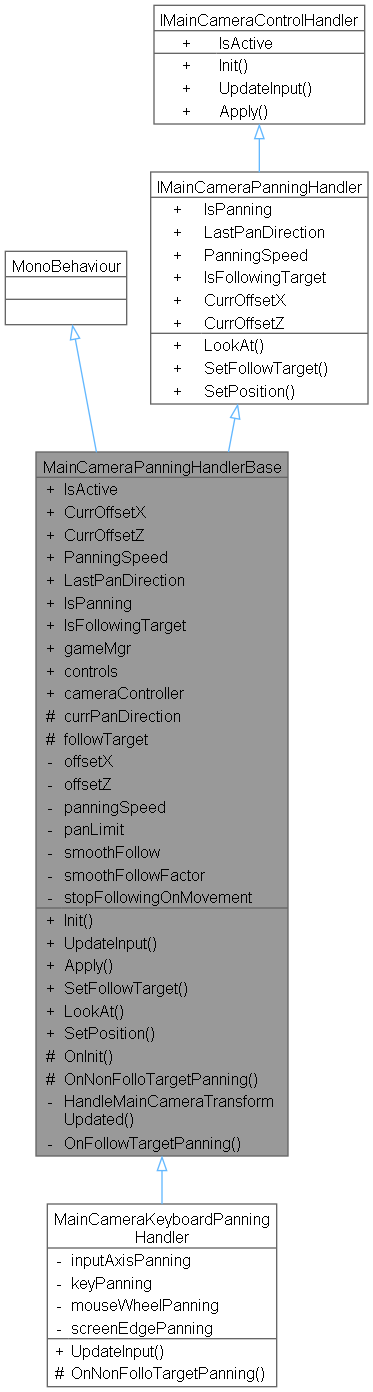 IMainCameraControlHandler
+ IsActive
+ Init()
+ UpdateInput()
+ Apply()
IMainCameraPanningHandler
+ IsPanning
+ LastPanDirection
+ PanningSpeed
+ IsFollowingTarget
+ CurrOffsetX
+ CurrOffsetZ
+ LookAt()
+ SetFollowTarget()
+ SetPosition()
MonoBehaviour
MainCameraPanningHandlerBase
+ IsActive
+ CurrOffsetX
+ CurrOffsetZ
+ PanningSpeed
+ LastPanDirection
+ IsPanning
+ IsFollowingTarget
+ gameMgr
+ controls
+ cameraController
# currPanDirection
# followTarget
- offsetX
- offsetZ
- panningSpeed
- panLimit
- smoothFollow
- smoothFollowFactor
- stopFollowingOnMovement
+ Init()
+ UpdateInput()
+ Apply()
+ SetFollowTarget()
+ LookAt()
+ SetPosition()
# OnInit()
# OnNonFolloTargetPanning()
- HandleMainCameraTransform
Updated()
- OnFollowTargetPanning()
MainCameraKeyboardPanning
Handler
- inputAxisPanning
- keyPanning
- mouseWheelPanning
- screenEdgePanning
+ UpdateInput()
# OnNonFolloTargetPanning()